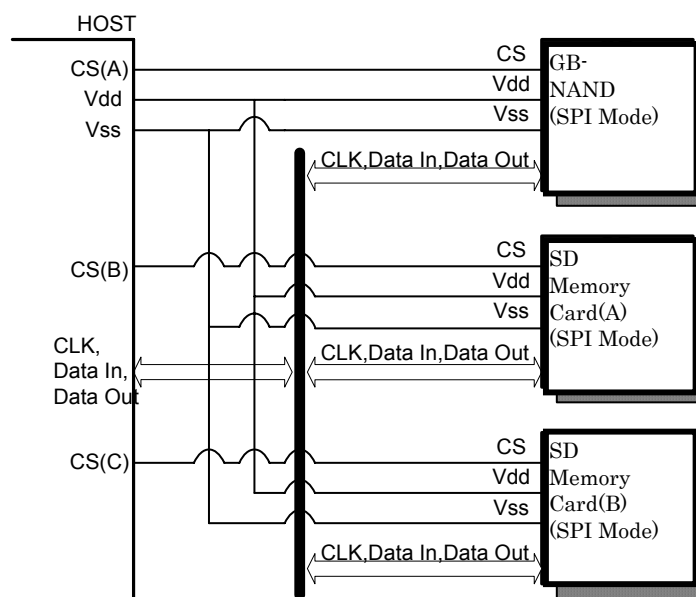 HOST
CS(A)
Vdd
Vss
CS
Vdd
Vss
GB-
NAND
(SPI Mode)
CLK,Data In,Data Out
CS(B)
CS
Vdd
Vss
SD
Memory
Card(A)
(SPI Mode)
CLK,
Data In,
Data Out
CLK,Data In,Data Out
CS(C)
CS
Vdd
Vss
SD
Memory
Card(B)
(SPI Mode)
CLK,Data In,Data Out